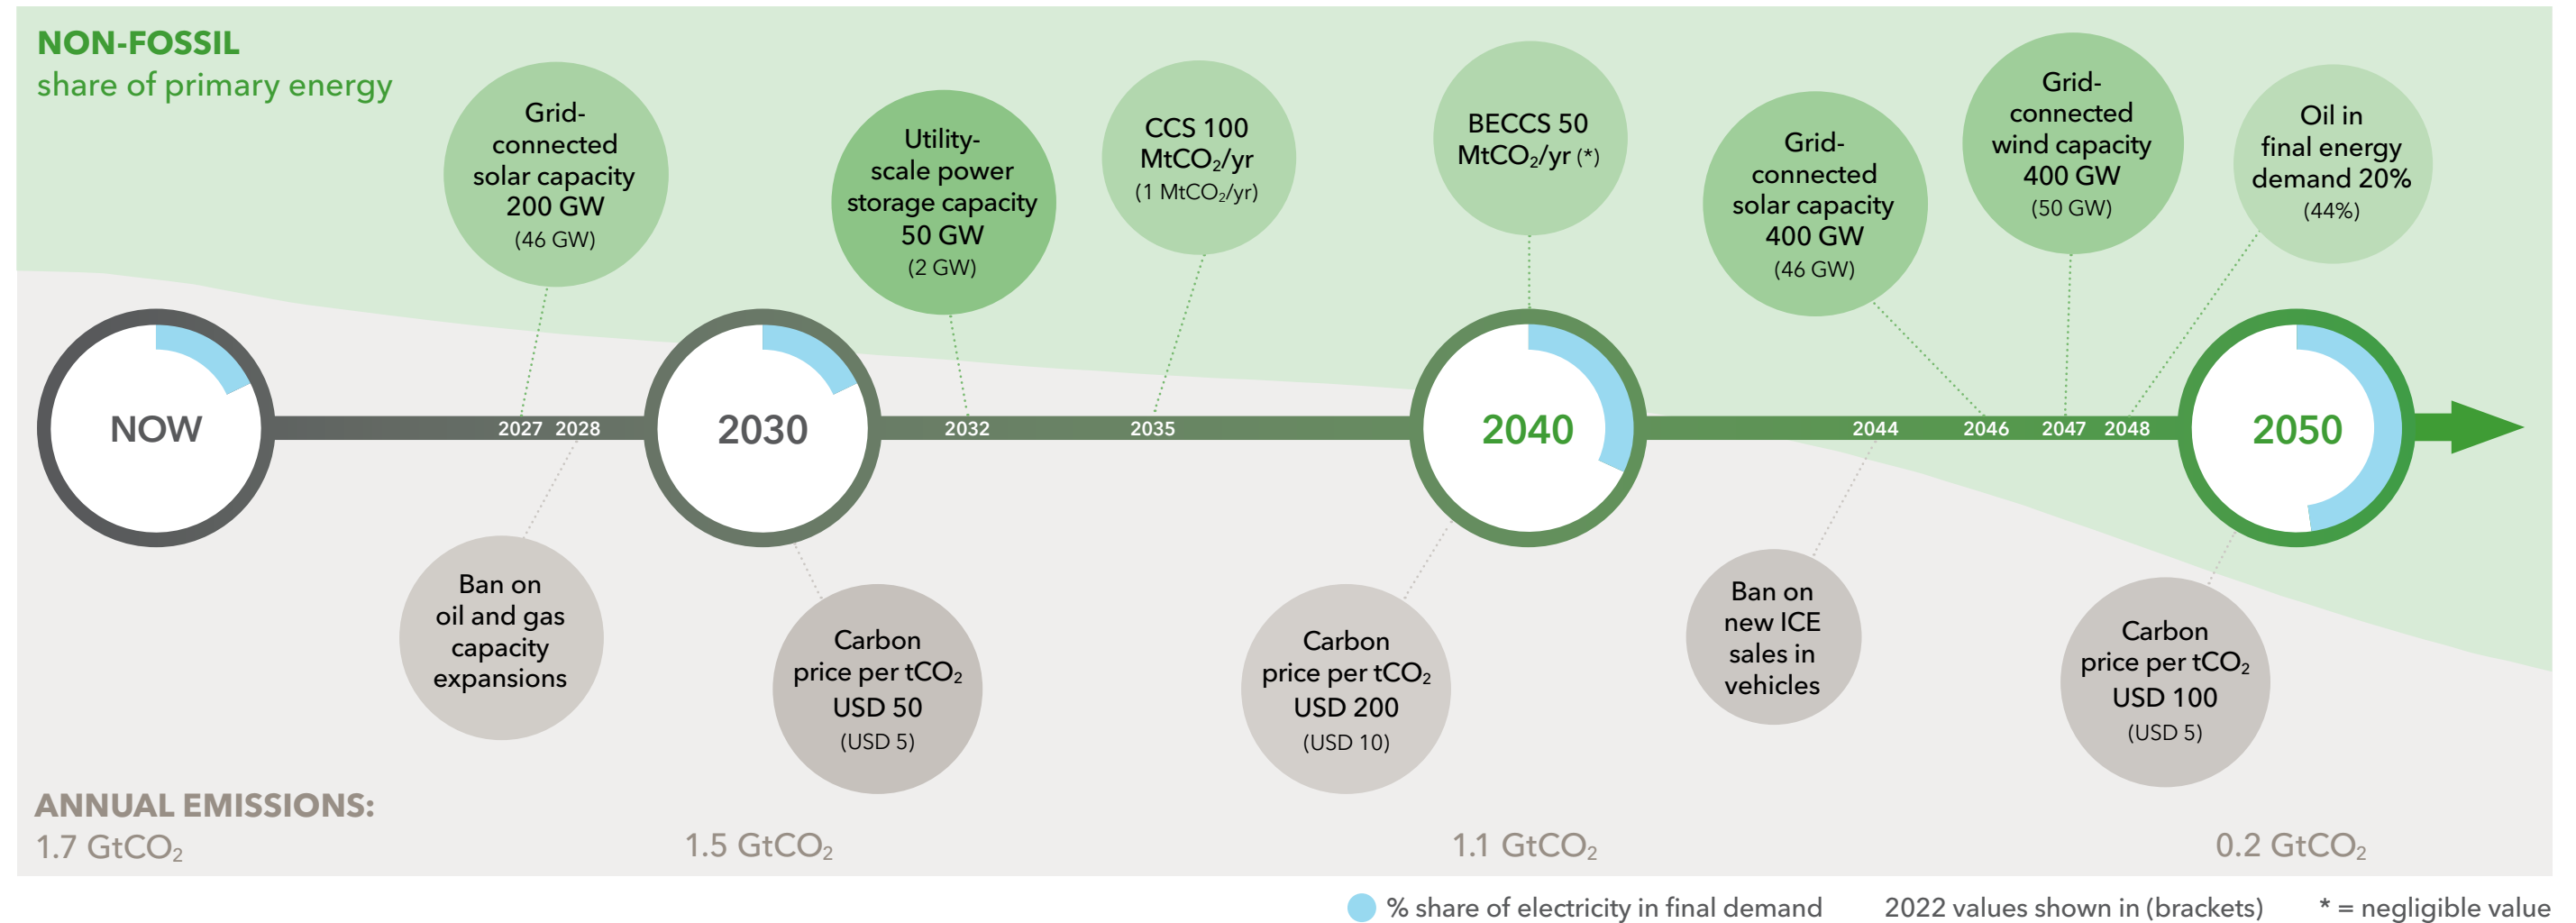 NON-FOSSIL
share of primary energy
Grid-
connected
solar capacity
200 GW
(46 GW)
Utility-
scale power
storage capacity
50 GW
(2 GW)
CCS 100
MtCO₂/yr
(1 MtCO₂/yr)
BECCS 50
MtCO₂/yr (*)
Grid-
connected
solar capacity
400 GW
(46 GW)
Grid-
connected
wind capacity
400 GW
(50 GW)
Oil in
final energy
demand 20%
(44%)
NOW
2027
2028
2030
2032
2035
2040
2044
2046
2047
2048
2050
Ban on
oil and gas
capacity
expansions
Carbon
price per tCO₂
USD 50
(USD 5)
Carbon
price per tCO₂
USD 200
(USD 10)
Ban on
new ICE
sales in
vehicles
Carbon
price per tCO₂
USD 100
(USD 5)
ANNUAL EMISSIONS:
1.7 GtCO₂
1.5 GtCO₂
1.1 GtCO₂
0.2 GtCO₂
% share of electricity in final demand
2022 values shown in (brackets)
* = negligible value